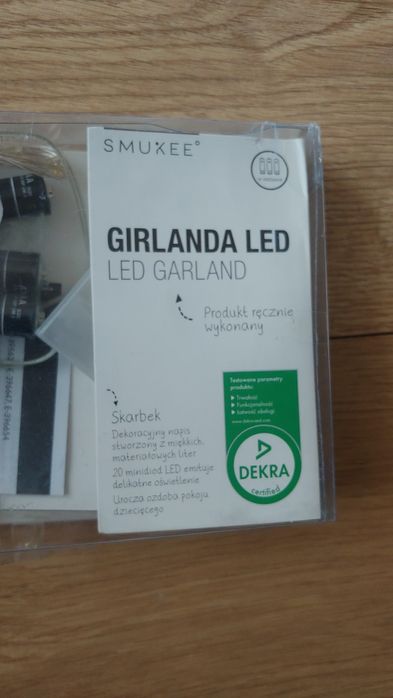 SMUKEE
GIRLANDA LED
LED GARLAND
Produkt ręcznie
wykonany
Skarbek
Dekoracyjny napis
stworzony z miękkich,
materiałowych liter
20 minidiod LED emituje
delikatne oświetlenie
Urocza ozdoba pokoju
dziecięcego
Testowane parametry
produktu:
Trwałość
Funkcjonalność
Łatwość obsługi
DEKRA
certified